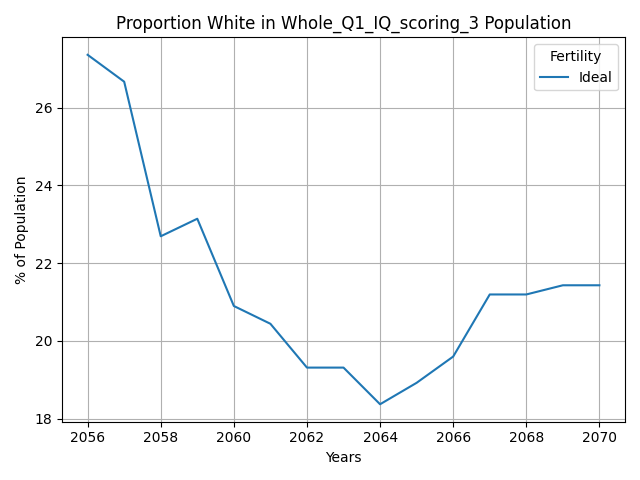 Proportion White in Whole_Q1_IQ_scoring_3 Population
Fertility
Ideal
% of Population
26
24
22
20
18
2056 2058 2060 2062 2064 2066 2068 2070
Years